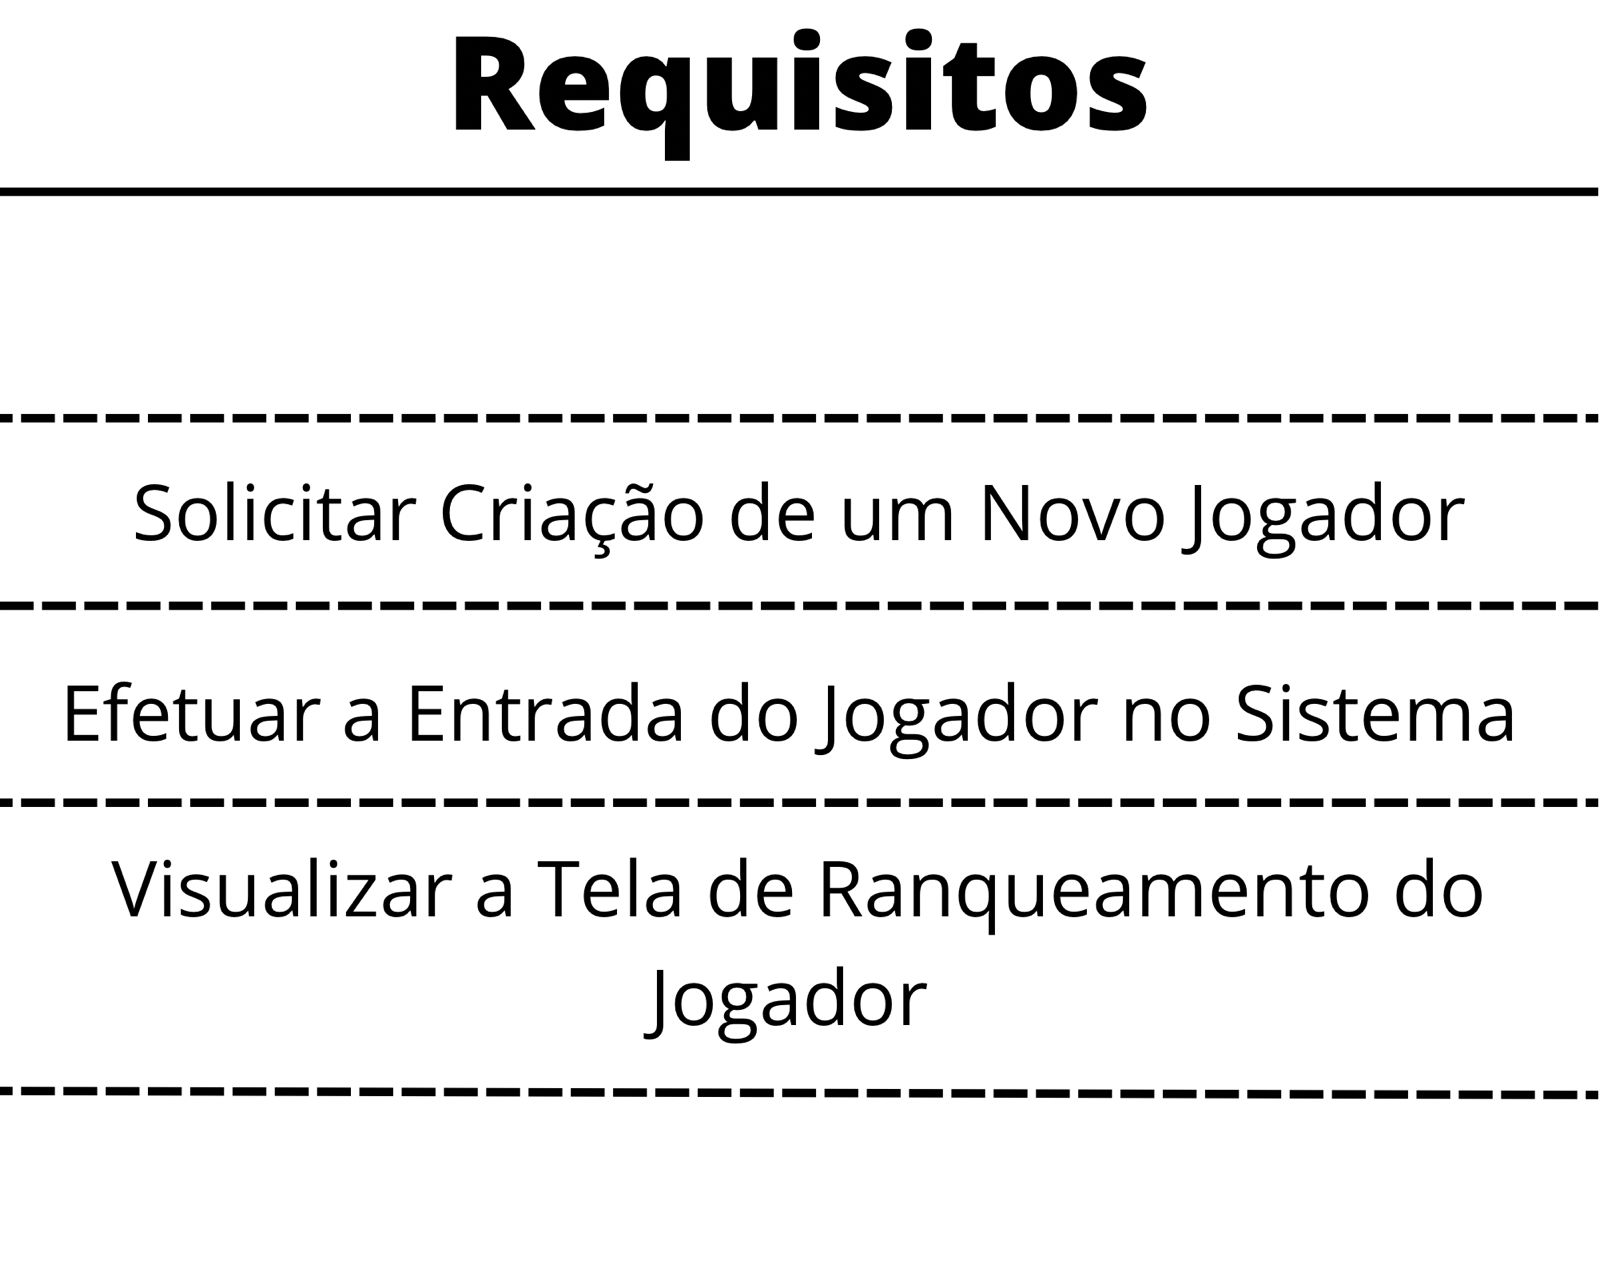 Requisitos
Solicitar Criação de um Novo Jogador
Efetuar a Entrada do Jogador no Sistema
Visualizar a Tela de Ranqueamento do
Jogador